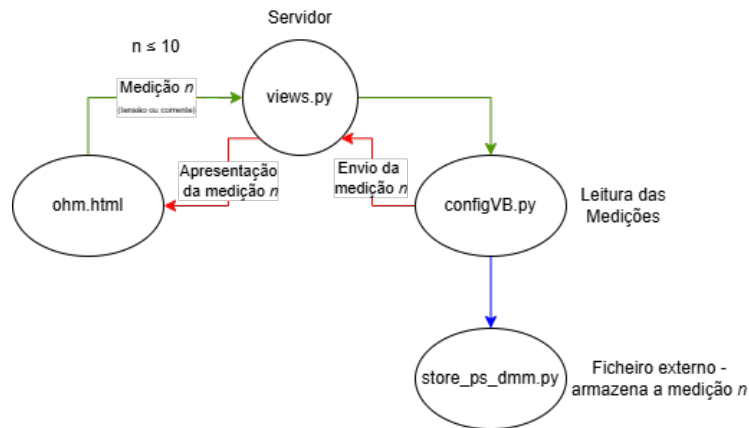 Servidor
n ≤ 10
Medição n
(tensão ou corrente)
views.py
Apresentação
da medição n
Envio da
medição n
ohm.html
configVB.py
Leitura das
Medições
store_ps_dmm.py
Ficheiro externo -
armazena a medição n